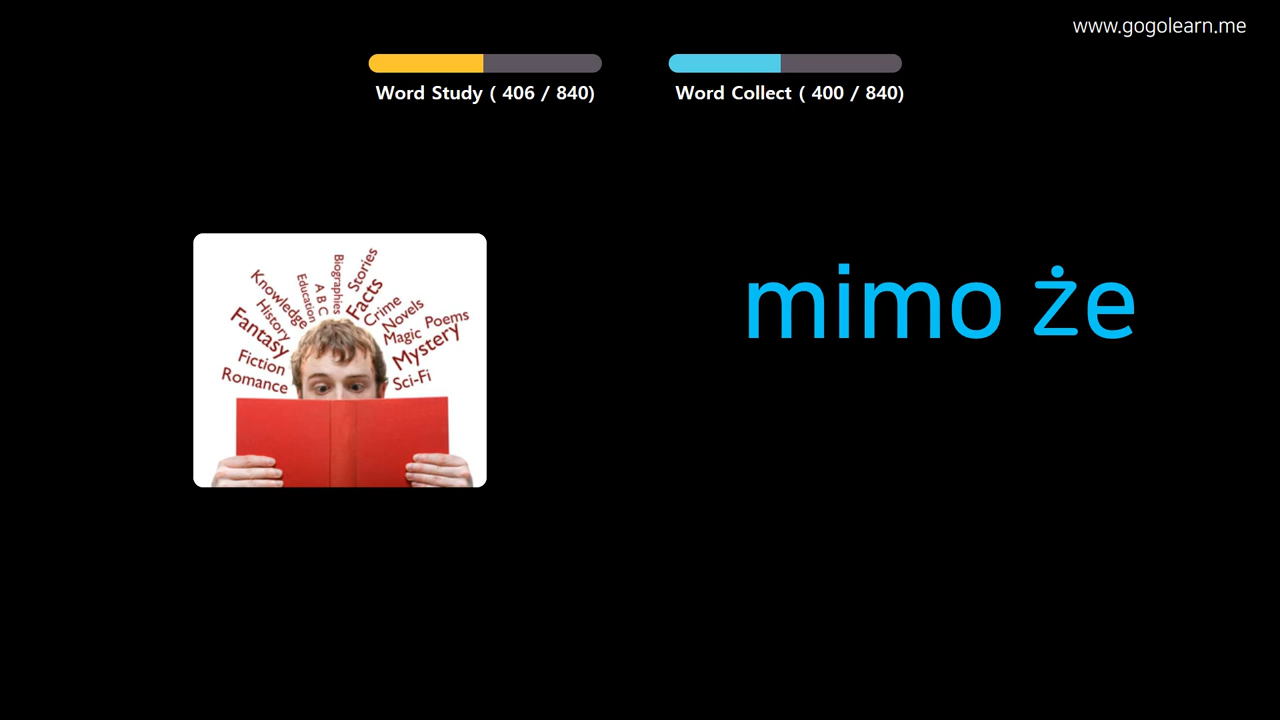 www.gogolearn.me
Word Study ( 406 / 840)
Word Collect ( 400 / 840)
mimo że
Knowledge
History
Fantasy
Fiction
Romance
Education
A B C
Biographies
Stories
Facts
Crime
Novels
Magic
Poems
Mystery
Sci-Fi